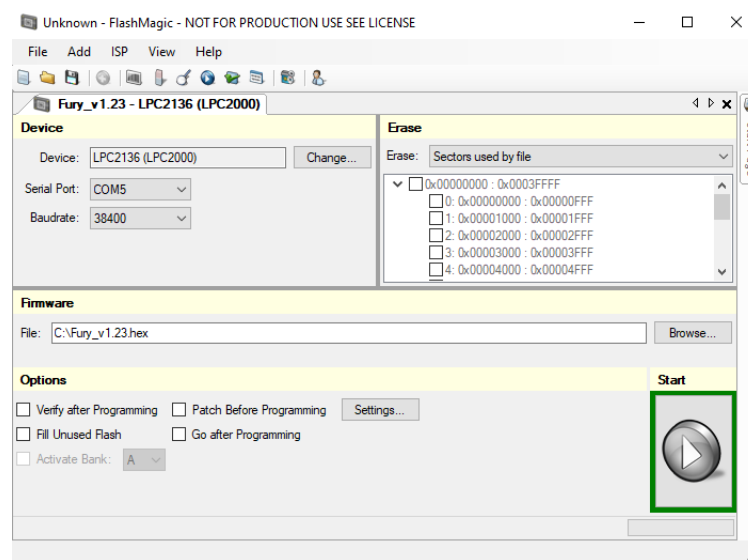 Unknown - FlashMagic - NOT FOR PRODUCTION USE SEE LICENSE
File Add ISP View Help
Fury_v1.23 - LPC2136 (LPC2000)
Device
Device: LPC2136 (LPC2000) Change...
Serial Port: COM5
Baudrate: 38400
Erase
Erase: Sectors used by file
0x00000000 : 0x0003FFFF
0: 0x00000000 : 0x00000FFF
1: 0x00001000 : 0x00001FFF
2: 0x00002000 : 0x00002FFF
3: 0x00003000 : 0x00003FFF
4: 0x00004000 : 0x00004FFF
Firmware
File: C:\Fury_v1.23.hex Browse...
Options
Verify after Programming Patch Before Programming Settings...
Fill Unused Flash Go after Programming
Activate Bank: A
Start